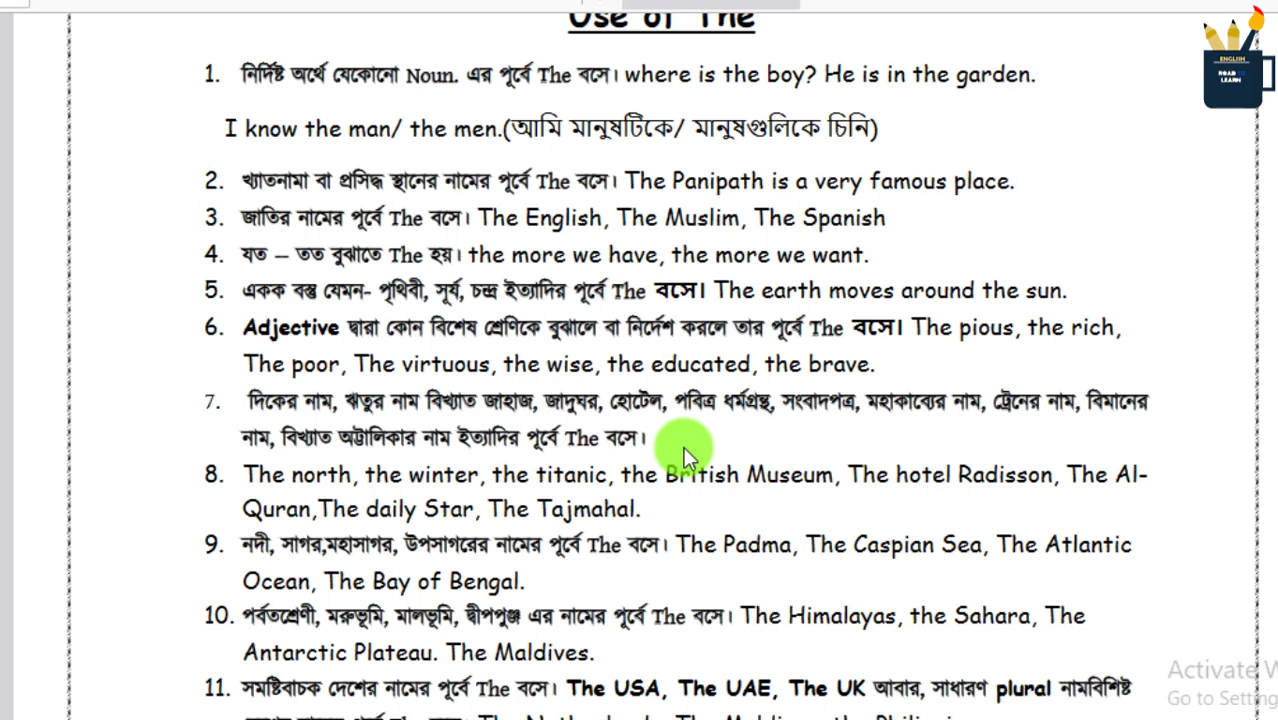 Use of The
1. নির্দিষ্ট অর্থে যেকোনো Noun. এর পূর্বে The বসে। where is the boy? He is in the garden.
I know the man/ the men.(আমি মানুষটিকে/ মানুষগুলিকে চিনি)
2. খ্যাতনামা বা প্রসিদ্ধ স্থানের নামের পূর্বে The বসে। The Panipath is a very famous place.
3. জাতির নামের পূর্বে The বসে। The English, The Muslim, The Spanish
4. যত – তত বুঝাতে The হয়। the more we have, the more we want.
5. একক বস্তু যেমন- পৃথিবী, সূর্য, চন্দ্র ইত্যাদির পূর্বে The বসে। The earth moves around the sun.
6. Adjective দ্বারা কোন বিশেষ শ্রেণিকে বুঝালে বা নির্দেশ করলে তার পূর্বে The বসে। The pious, the rich,
The poor, The virtuous, the wise, the educated, the brave.
7. দিকের নাম, ঋতুর নাম বিখ্যাত জাহাজ, জাদুঘর, হোটেল, পবিত্র ধর্মগ্রন্থ, সংবাদপত্র, মহাকাব্যের নাম, ট্রেনের নাম, বিমানের
নাম, বিখ্যাত অট্টালিকার নাম ইত্যাদির পূর্বে The বসে।
8. The north, the winter, the titanic, the British Museum, The hotel Radisson, The Al-
Quran,The daily Star, The Tajmahal.
9. নদী, সাগর,মহাসাগর, উপসাগরের নামের পূর্বে The বসে। The Padma, The Caspian Sea, The Atlantic
Ocean, The Bay of Bengal.
10. পর্বতশ্রেণী, মরুভূমি, মালভূমি, দ্বীপপুঞ্জ এর নামের পূর্বে The বসে। The Himalayas, the Sahara, The
Antarctic Plateau. The Maldives.
11. সমষ্টিবাচক দেশের নামের পূর্বে The বসে। The USA, The UAE, The UK আবার, সাধারণ plural নামবিশিষ্ট
ENGLISH
ROAD TO
LEARN
Activate
Go to Setting